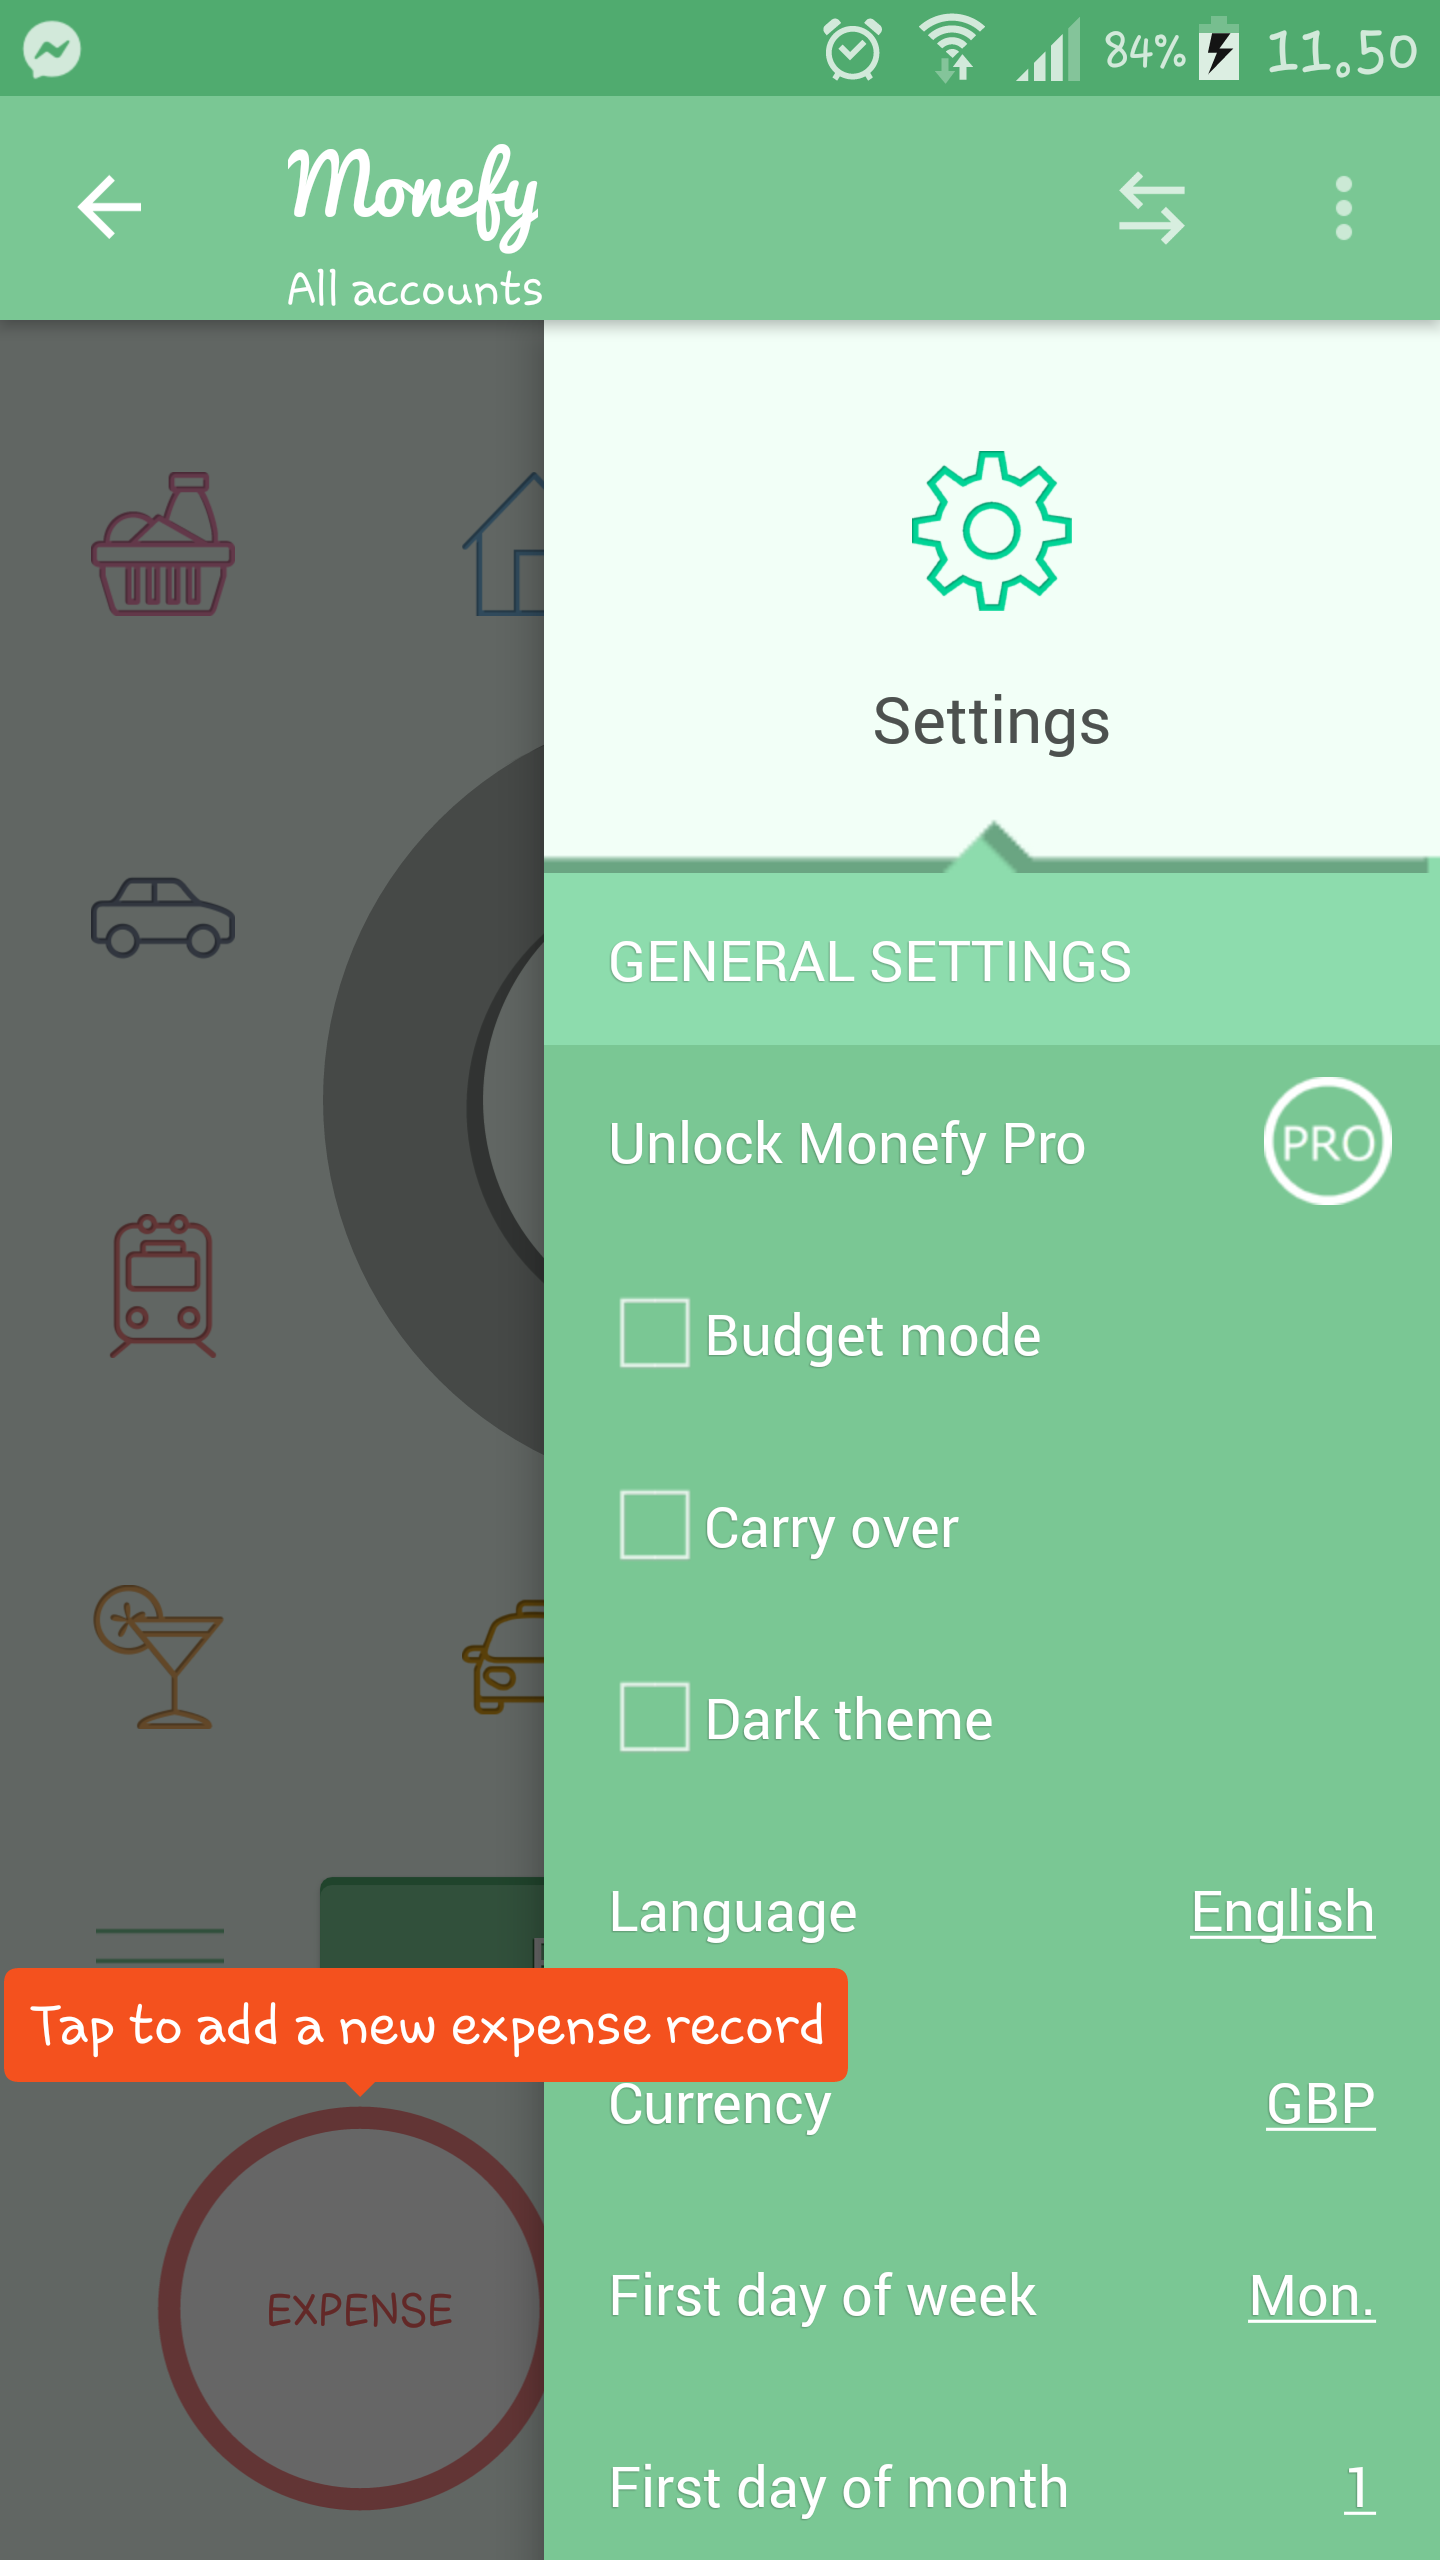 84% 11.50
Monefy
All accounts
Settings
GENERAL SETTINGS
Unlock Monefy Pro PRO
Budget mode
Carry over
Dark theme
Language English
Tap to add a new expense record
Currency GBP
First day of week Mon.
EXPENSE
First day of month 1